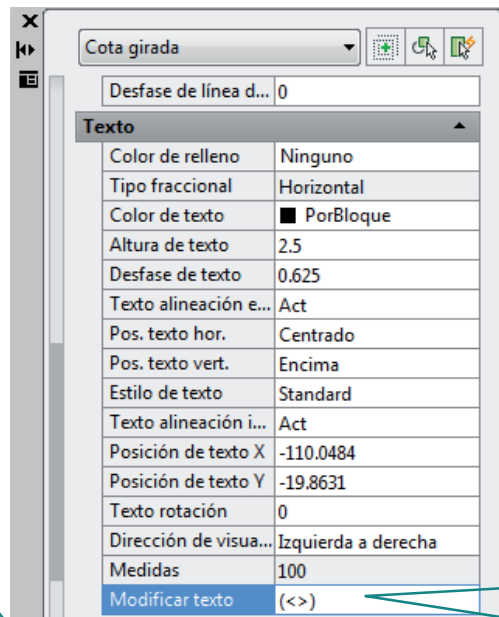 Cota girada
Desfase de línea d... 0
Texto
Color de relleno Ninguno
Tipo fraccional Horizontal
Color de texto PorBloque
Altura de texto 2.5
Desfase de texto 0.625
Texto alineación e... Act
Pos. texto hor. Centrado
Pos. texto vert. Encima
Estilo de texto Standard
Texto alineación i... Act
Posición de texto X -110.0484
Posición de texto Y -19.8631
Texto rotación 0
Dirección de visua... Izquierda a derecha
Medidas 100
Modificar texto (<>)